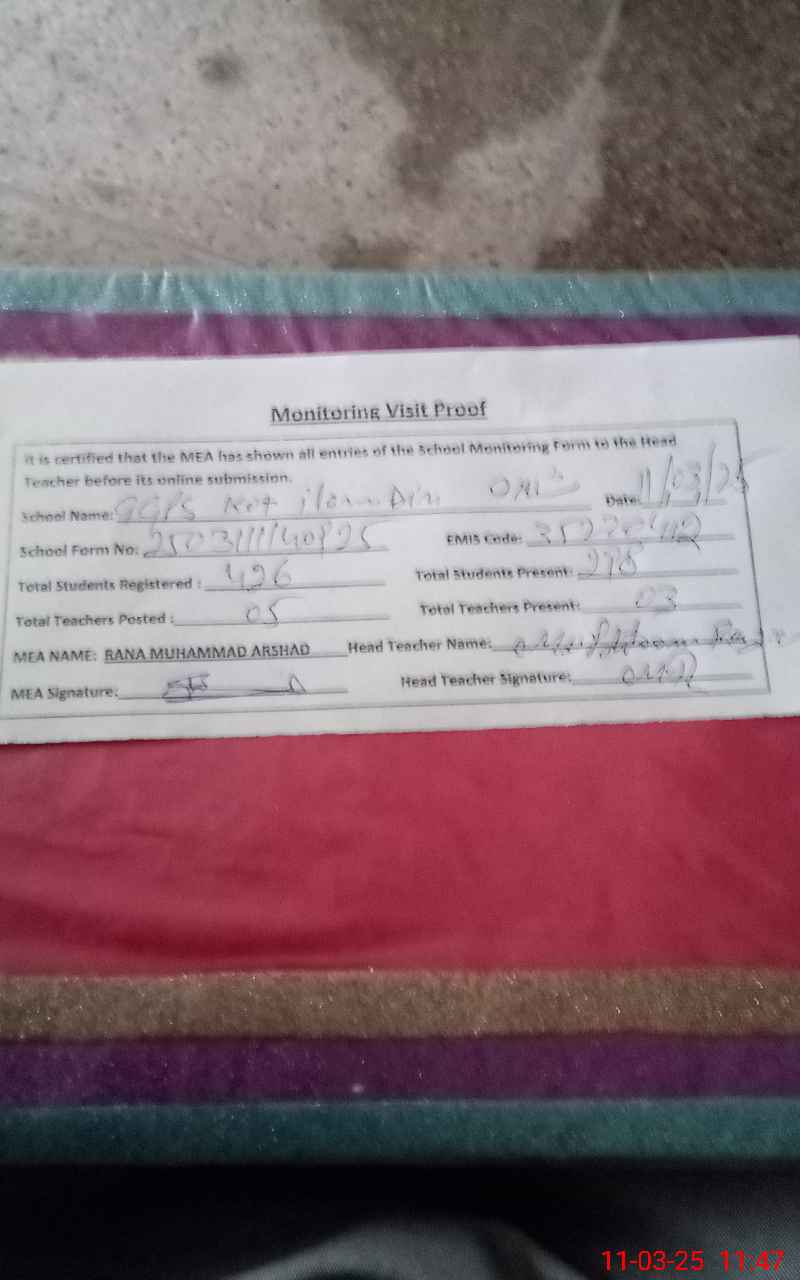 Monitoring Visit Proof
It is certified that the MEA has shown all entries of the School Monitoring Form to the Head
Teacher before its online submission.
School Name: GGPS Kot Date: 11/03/25
School Form No: EMIS Code:
Total Students Registered : 426 Total Students Present: 298
Total Teachers Posted : 05 Total Teachers Present: 03
MEA NAME: RANA MUHAMMAD ARSHAD Head Teacher Name:
MEA Signature: Head Teacher Signature:
11-03-25 11:47